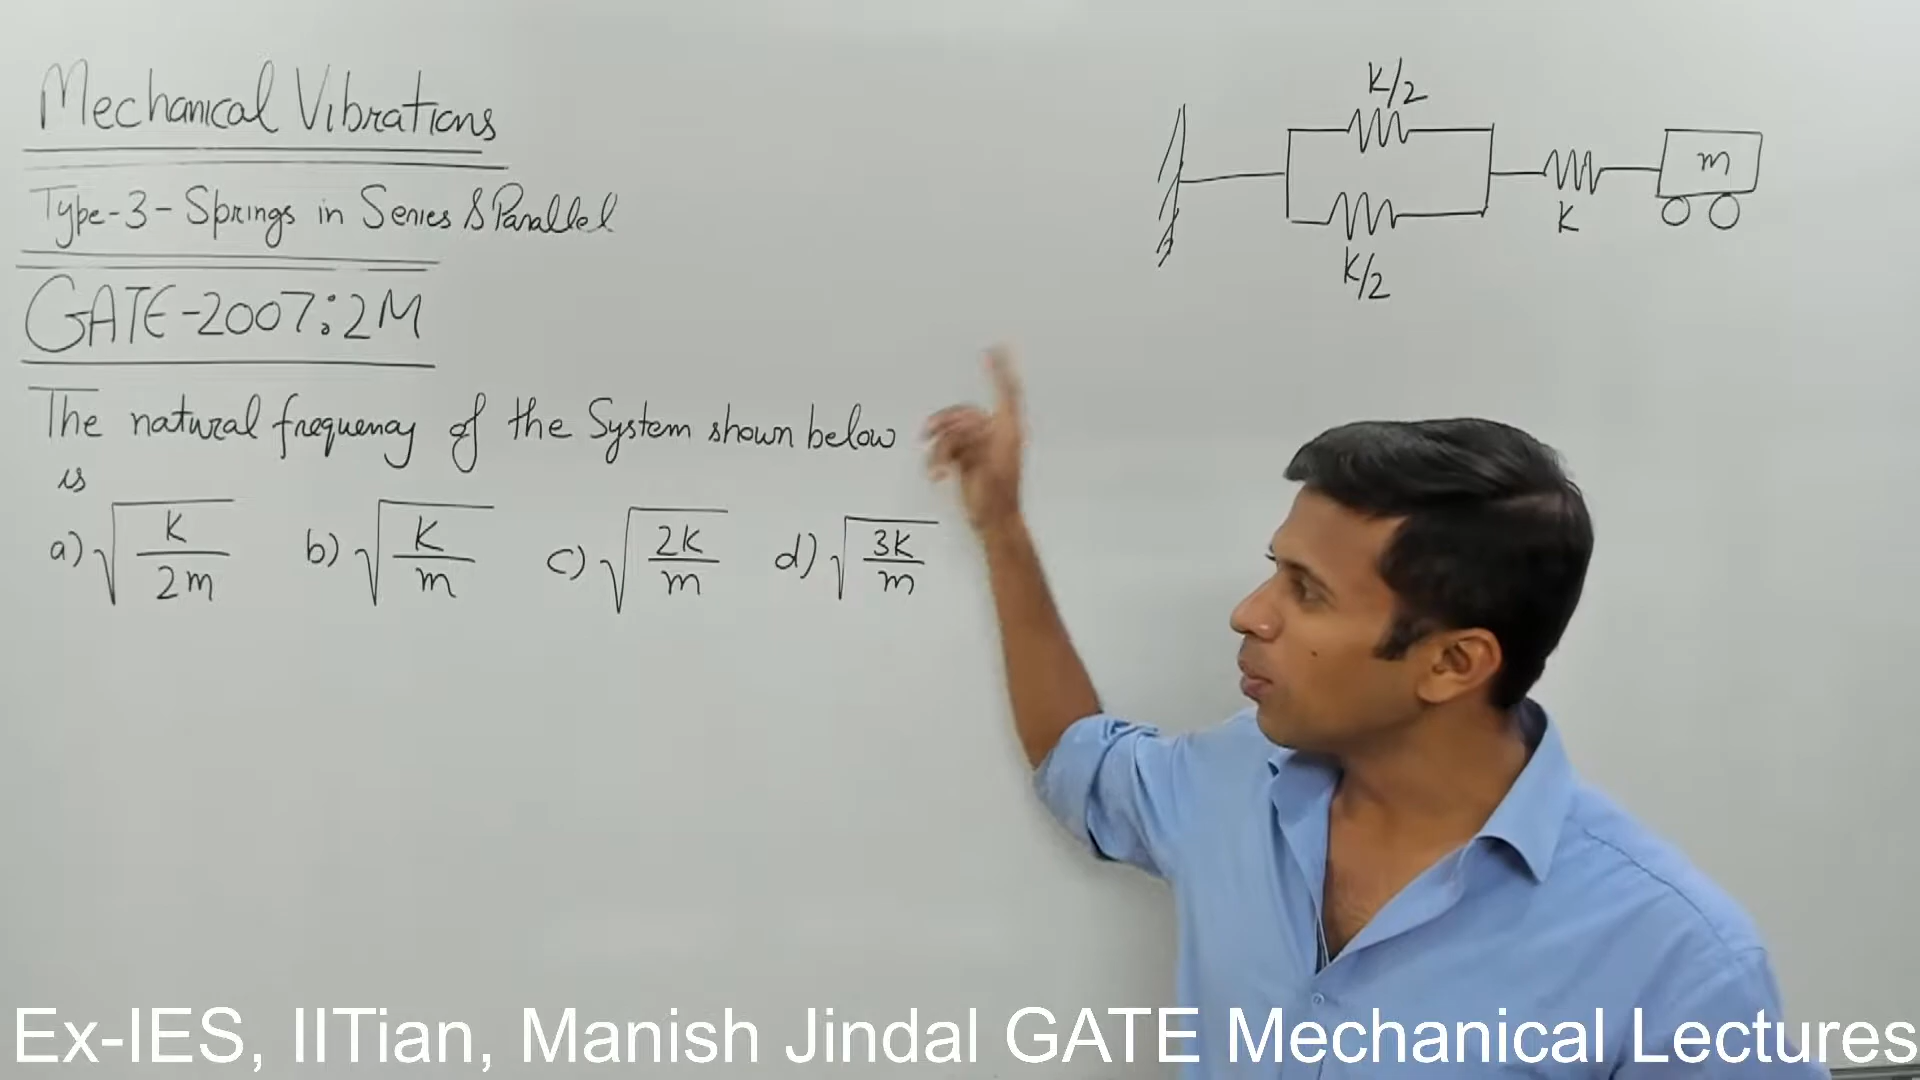 Mechanical Vibrations
Type-3- Springs in Series & Parallel
GATE-2007:2M
The natural frequency of the System shown below
is
a) √K/2m b) √K/m c) √2K/m d) √3K/m
K/2
K/2
K
m
Ex-IES, IITian, Manish Jindal GATE Mechanical Lectures